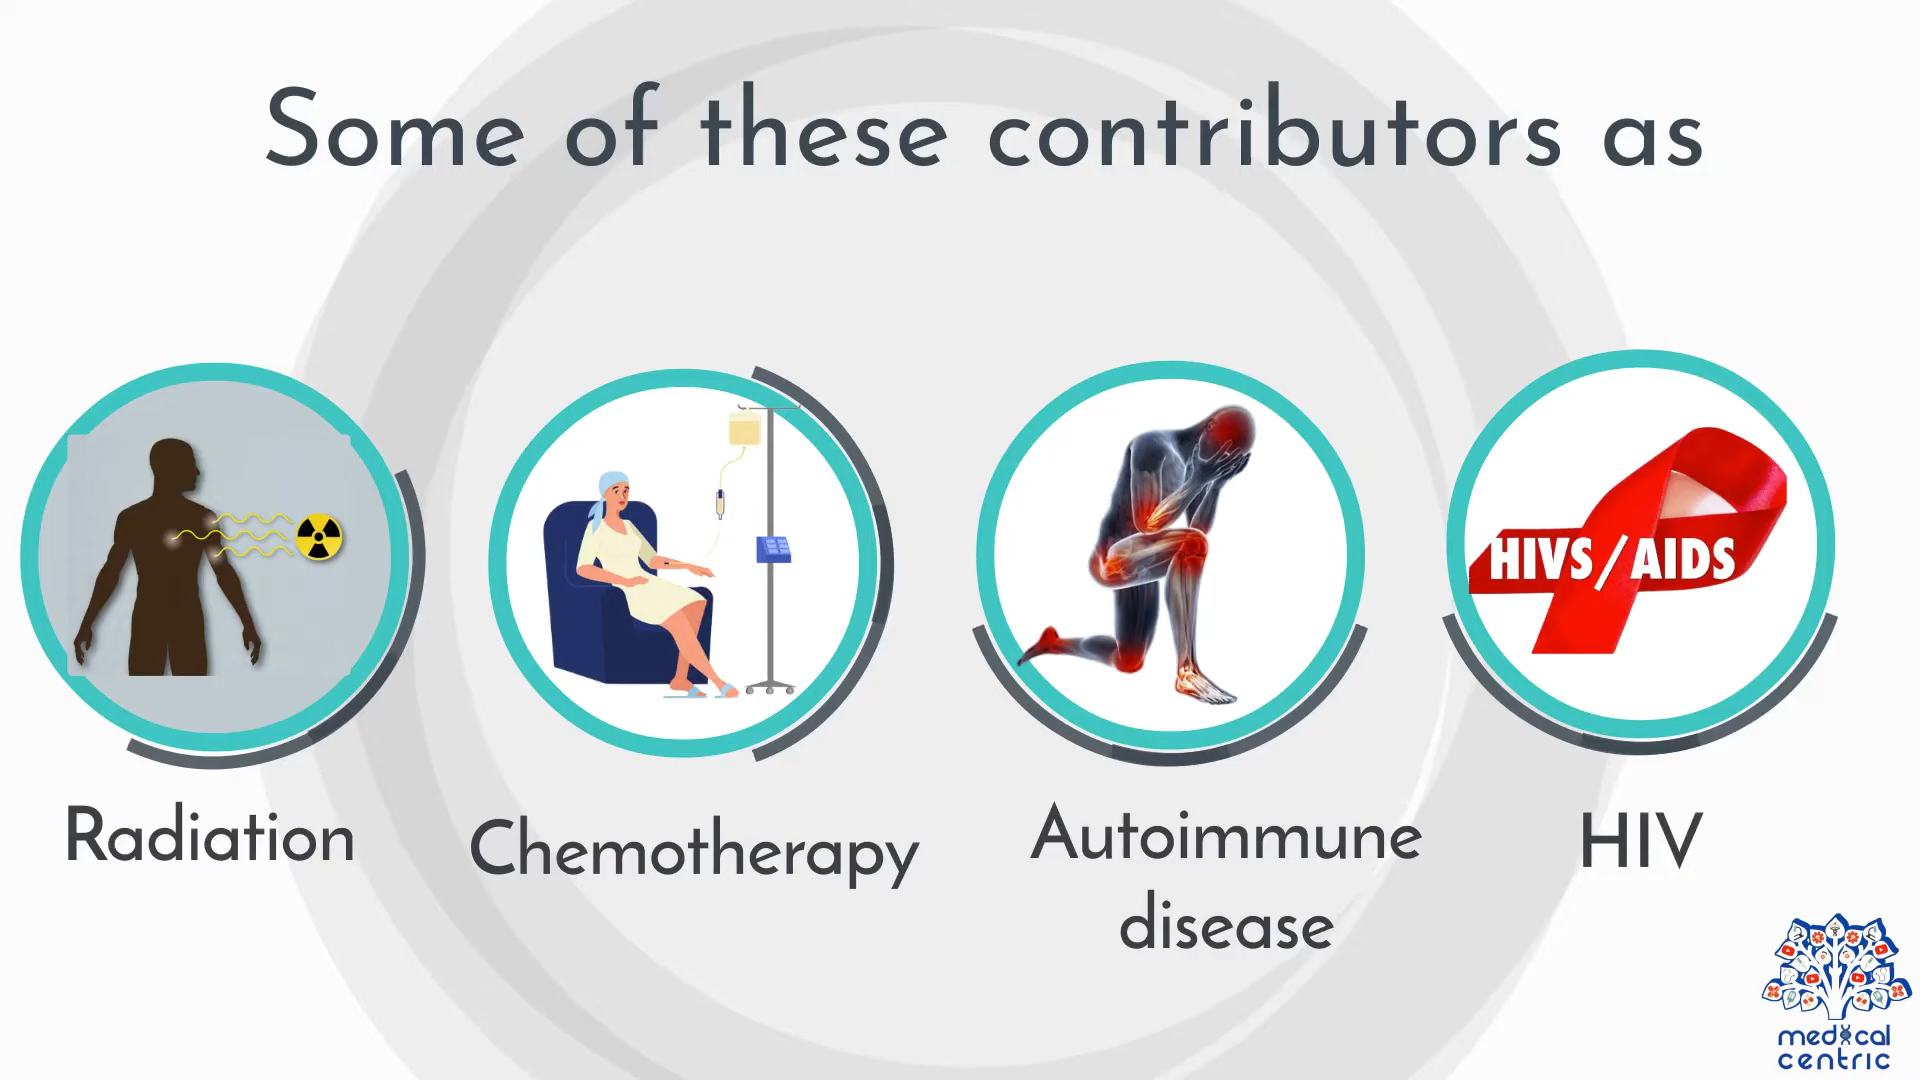 Some of these contributors as
HIVS/AIDS
Radiation
Chemotherapy
Autoimmune
disease
HIV
medical
centric